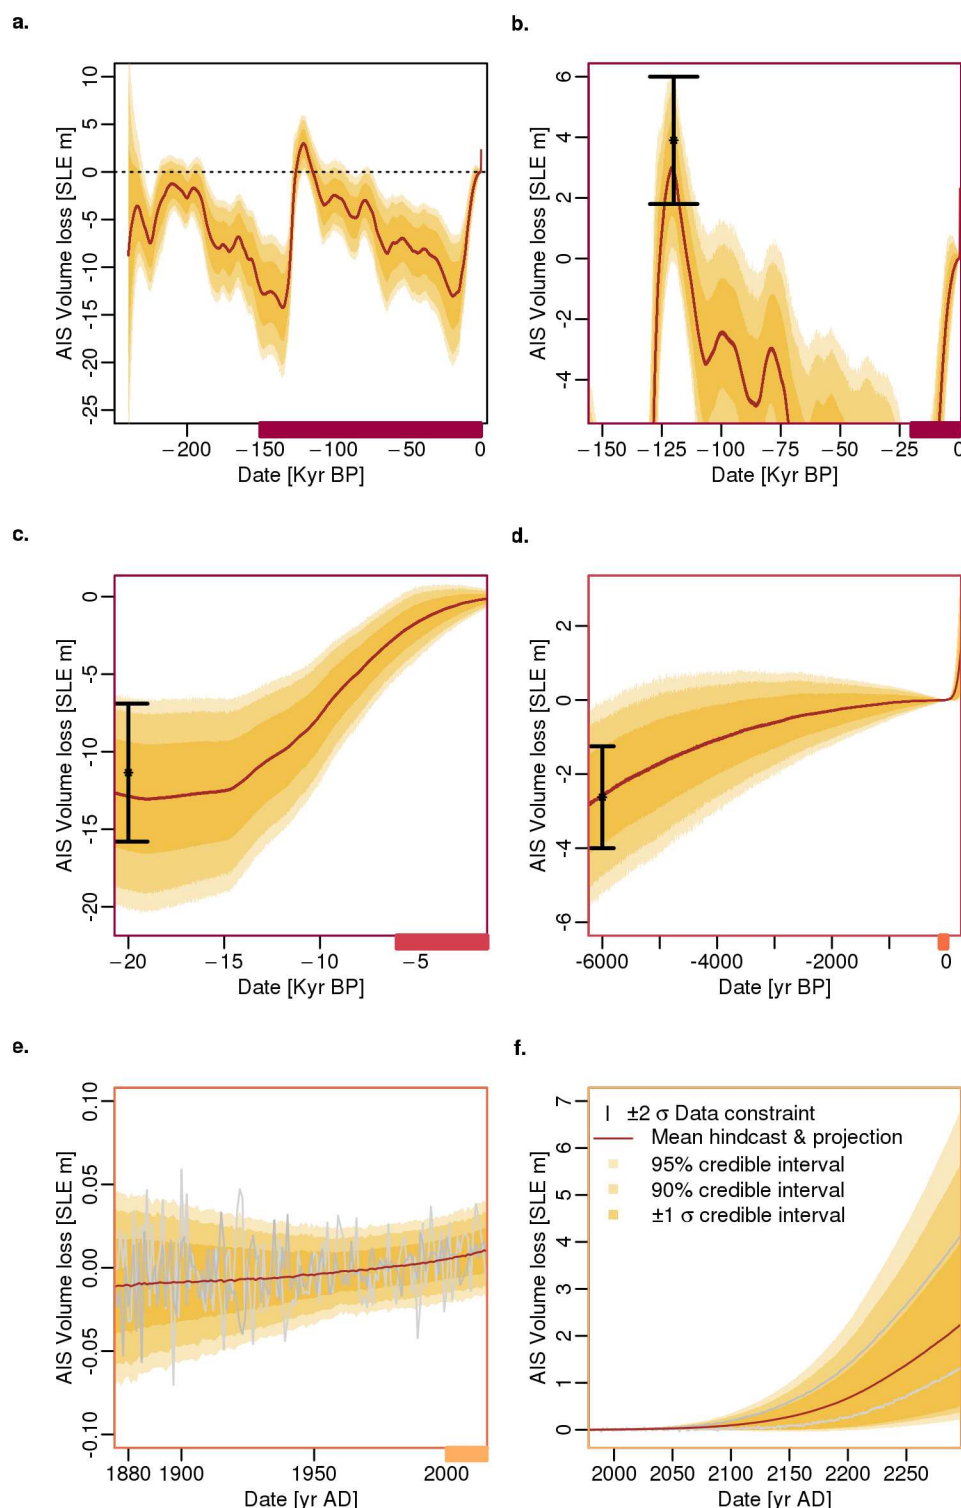 a.
AIS Volume loss [SLE m]
10
5
0
-5
-10
-15
-20
-25
−200
−150
−100
−50
0
Date [Kyr BP]
b.
AIS Volume loss [SLE m]
6
4
2
0
-2
-4
−150
−125
−100
−75
−50
−25
0
Date [Kyr BP]
c.
AIS Volume loss [SLE m]
0
-5
-10
-15
-20
−20
−15
−10
−5
Date [Kyr BP]
d.
AIS Volume loss [SLE m]
2
0
-2
-4
-6
-6000
-4000
-2000
0
Date [yr BP]
e.
AIS Volume loss [SLE m]
0.10
0.05
0.00
-0.05
-0.10
1880
1900
1950
2000
Date [yr AD]
f.
AIS Volume loss [SLE m]
7
6
5
4
3
2
1
0
±2 σ Data constraint
Mean hindcast & projection
95% credible interval
90% credible interval
±1 σ credible interval
2000
2050
2100
2150
2200
2250
Date [yr AD]